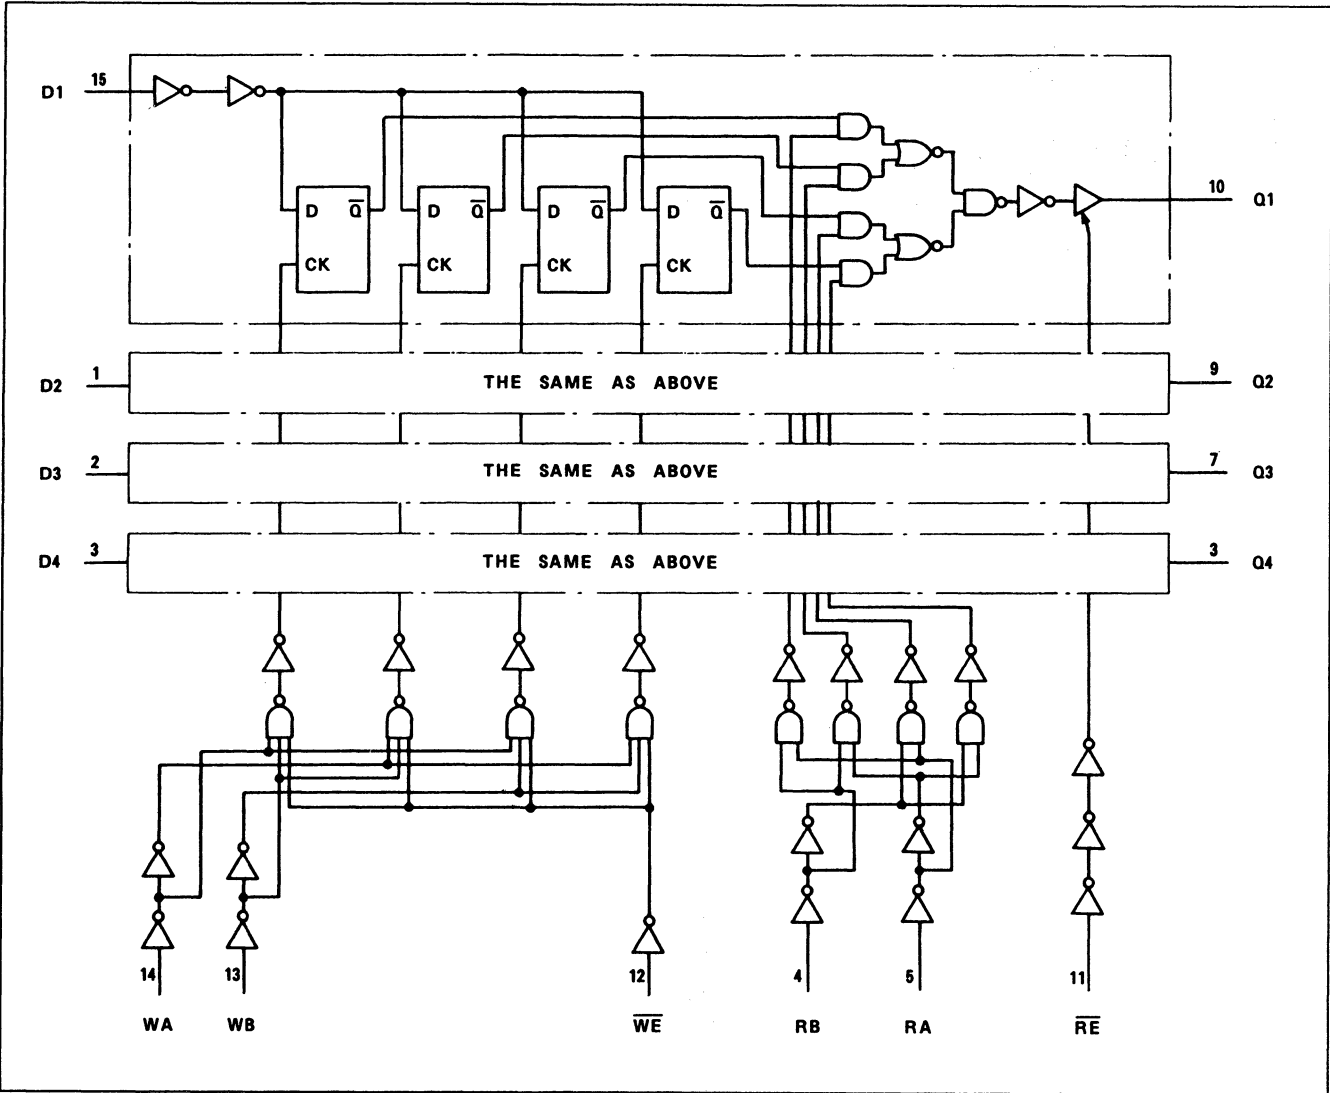 D1 15
D Q̅ D Q̅ D Q̅ D Q̅
CK CK CK CK
10 Q1
D2 1 THE SAME AS ABOVE 9 Q2
D3 2 THE SAME AS ABOVE 7 Q3
D4 3 THE SAME AS ABOVE 3 Q4
14 13 12 4 5 11
WA WB W̅E̅ RB RA R̅E̅